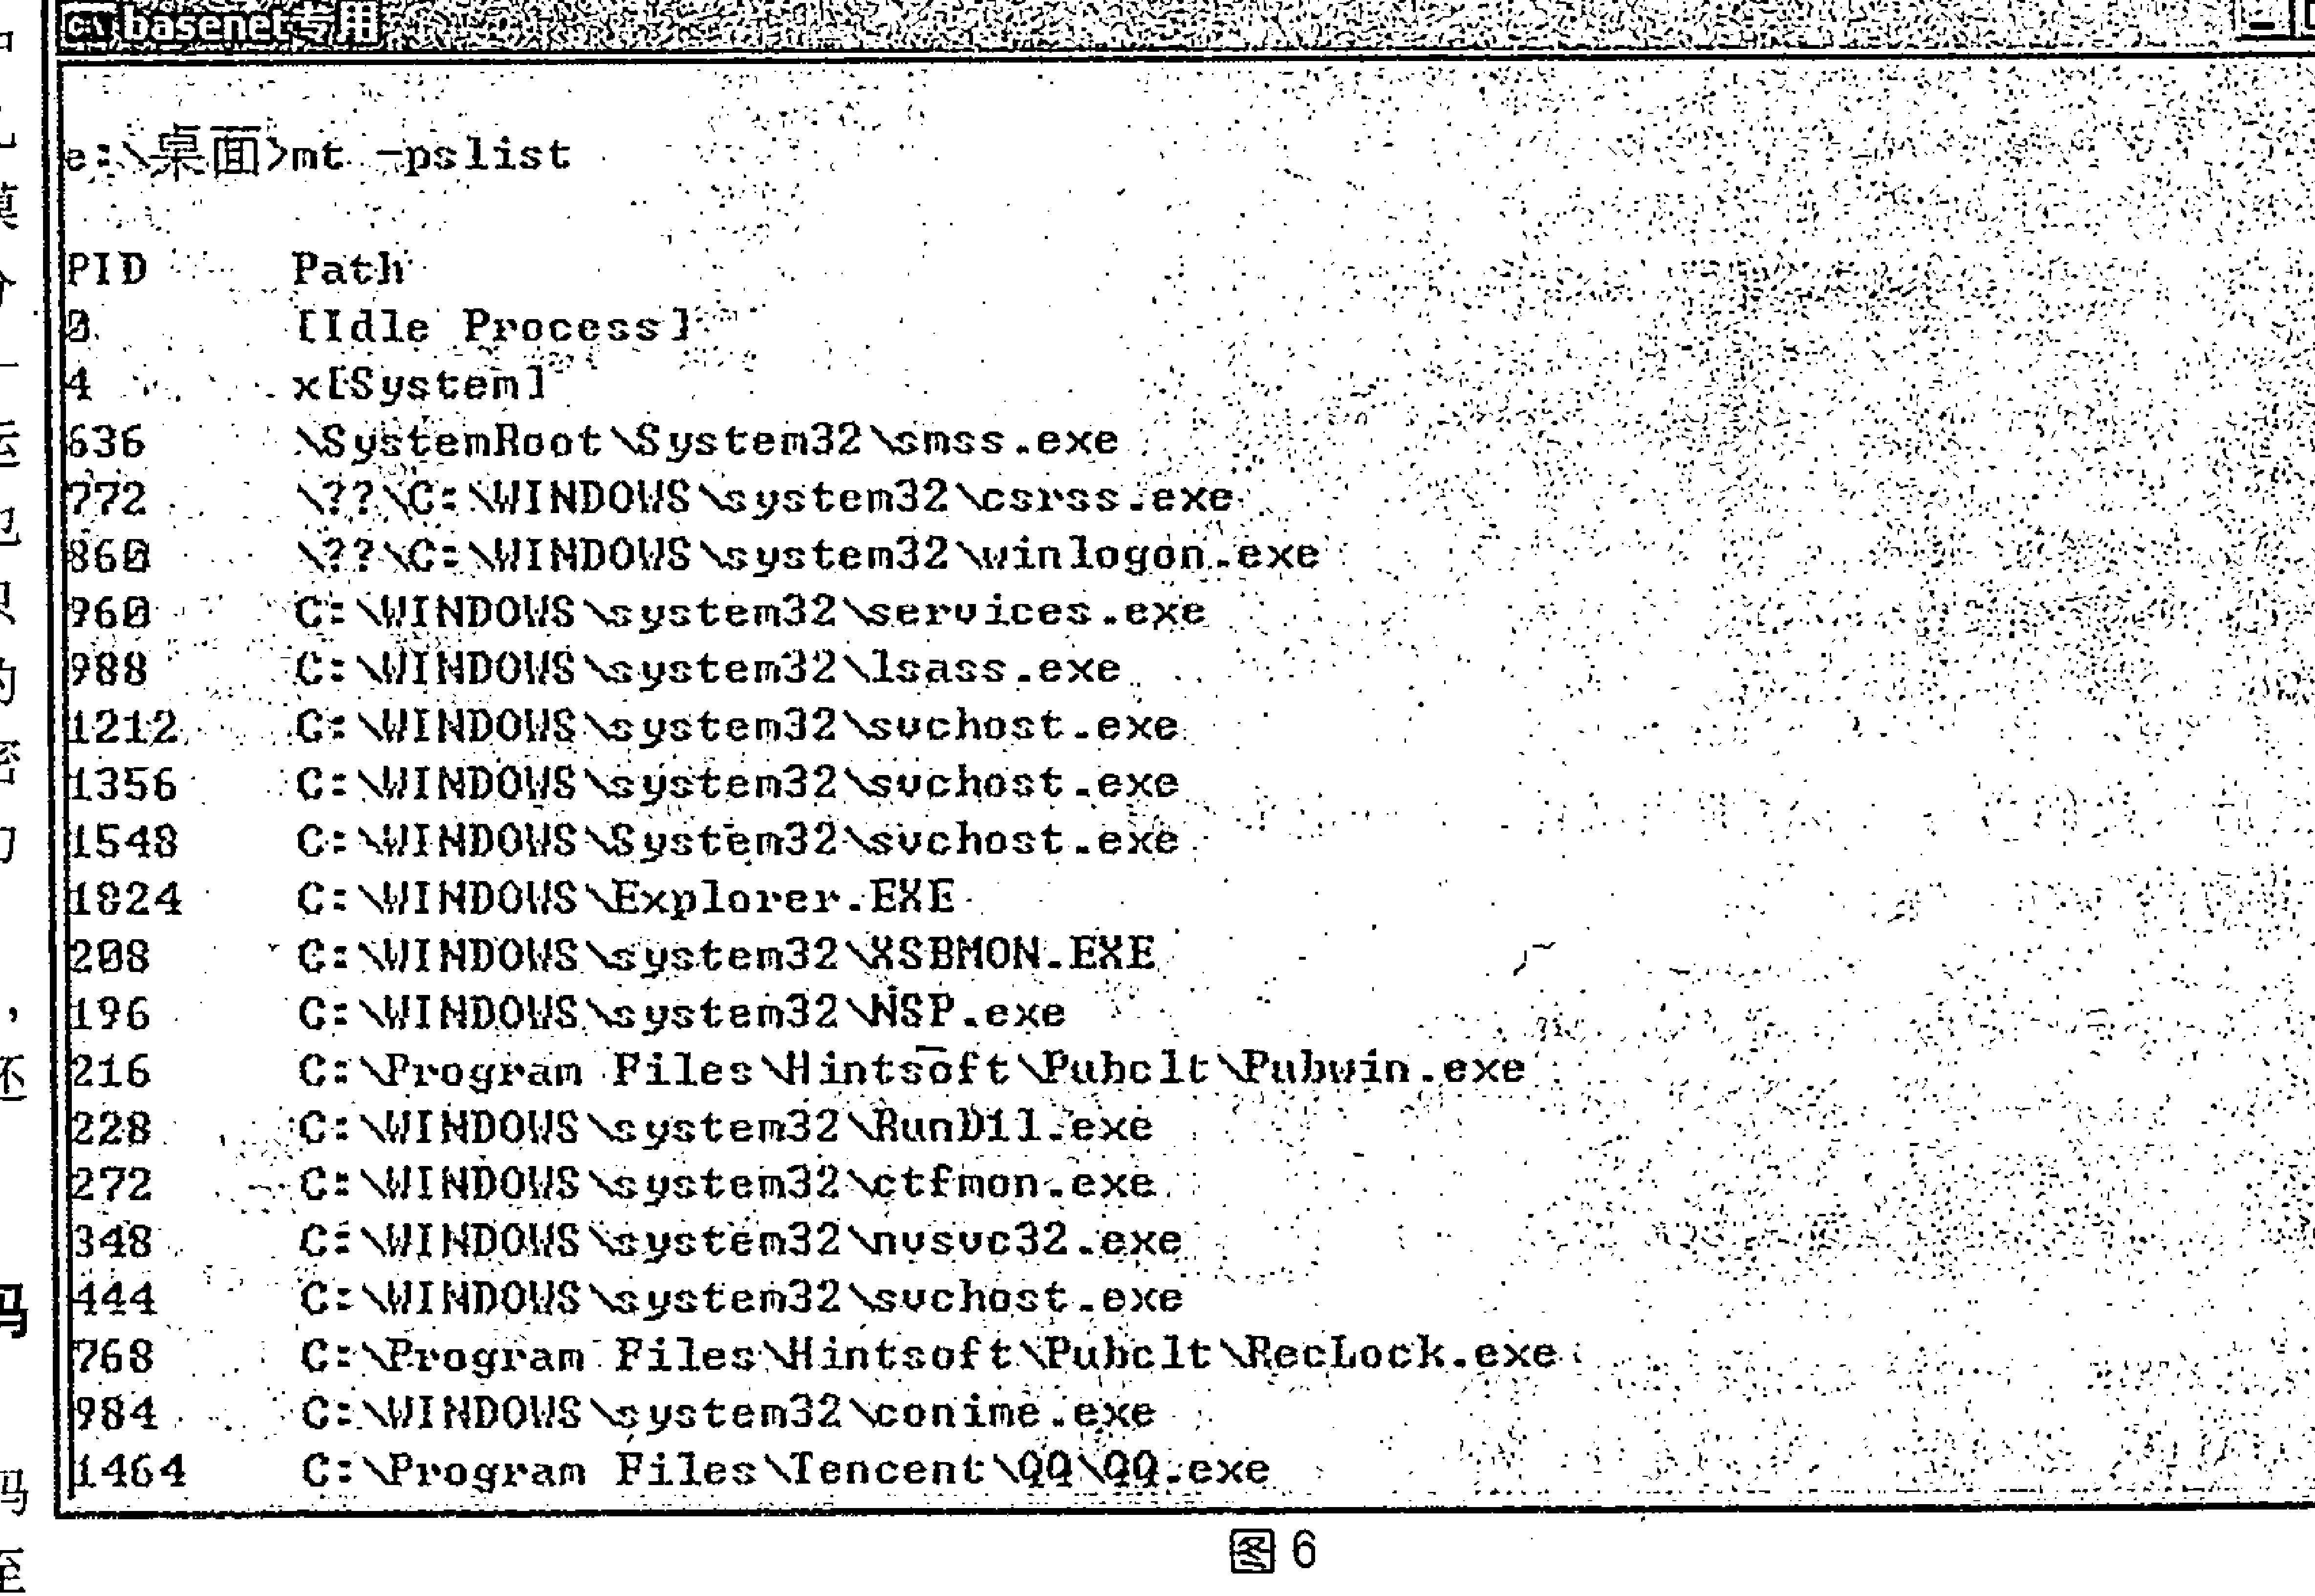 basenet专用
e:\桌面>mt -pslist
PID Path
0 [Idle Process]
4 x[System]
636 \SystemRoot\System32\smss.exe
772 \??\C:\WINDOWS\system32\csrss.exe
860 \??\C:\WINDOWS\system32\winlogon.exe
960 C:\WINDOWS\system32\services.exe
988 C:\WINDOWS\system32\lsass.exe
1212 C:\WINDOWS\system32\svchost.exe
1356 C:\WINDOWS\system32\svchost.exe
1548 C:\WINDOWS\System32\svchost.exe
1824 C:\WINDOWS\Explorer.EXE
208 C:\WINDOWS\system32\XSBMON.EXE
196 C:\WINDOWS\system32\NSP.exe
216 C:\Program Files\Hintsoft\Pubclt\Pubwin.exe
228 C:\WINDOWS\system32\RunD1l.exe
272 C:\WINDOWS\system32\ctfmon.exe
348 C:\WINDOWS\system32\nvsvc32.exe
444 C:\WINDOWS\system32\svchost.exe
768 C:\Program Files\Hintsoft\Pubclt\RecLock.exe
984 C:\WINDOWS\system32\conime.exe
1464 C:\Program Files\Tencent\QQ\QQ.exe
图 6